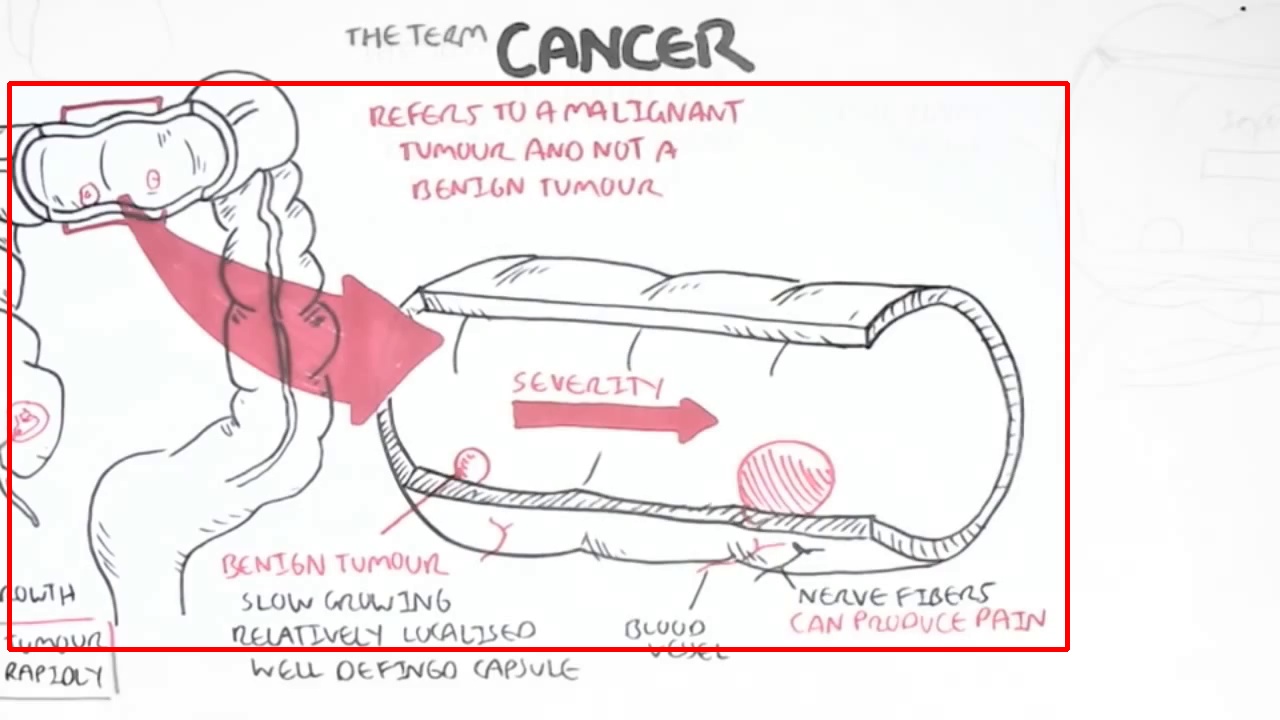 THE TERM CANCER
REFERS TO A MALIGNANT
TUMOUR AND NOT A
BENIGN TUMOUR
SEVERITY
BENIGN TUMOUR
SLOW GROWING
RELATIVELY LOCALISED
WELL DEFINGD CAPSULE
BLOOD
VESSEL
NERVE FIBERS
CAN PRODUCE PAIN
ROWTH
TUMOUR
RAPIDLY